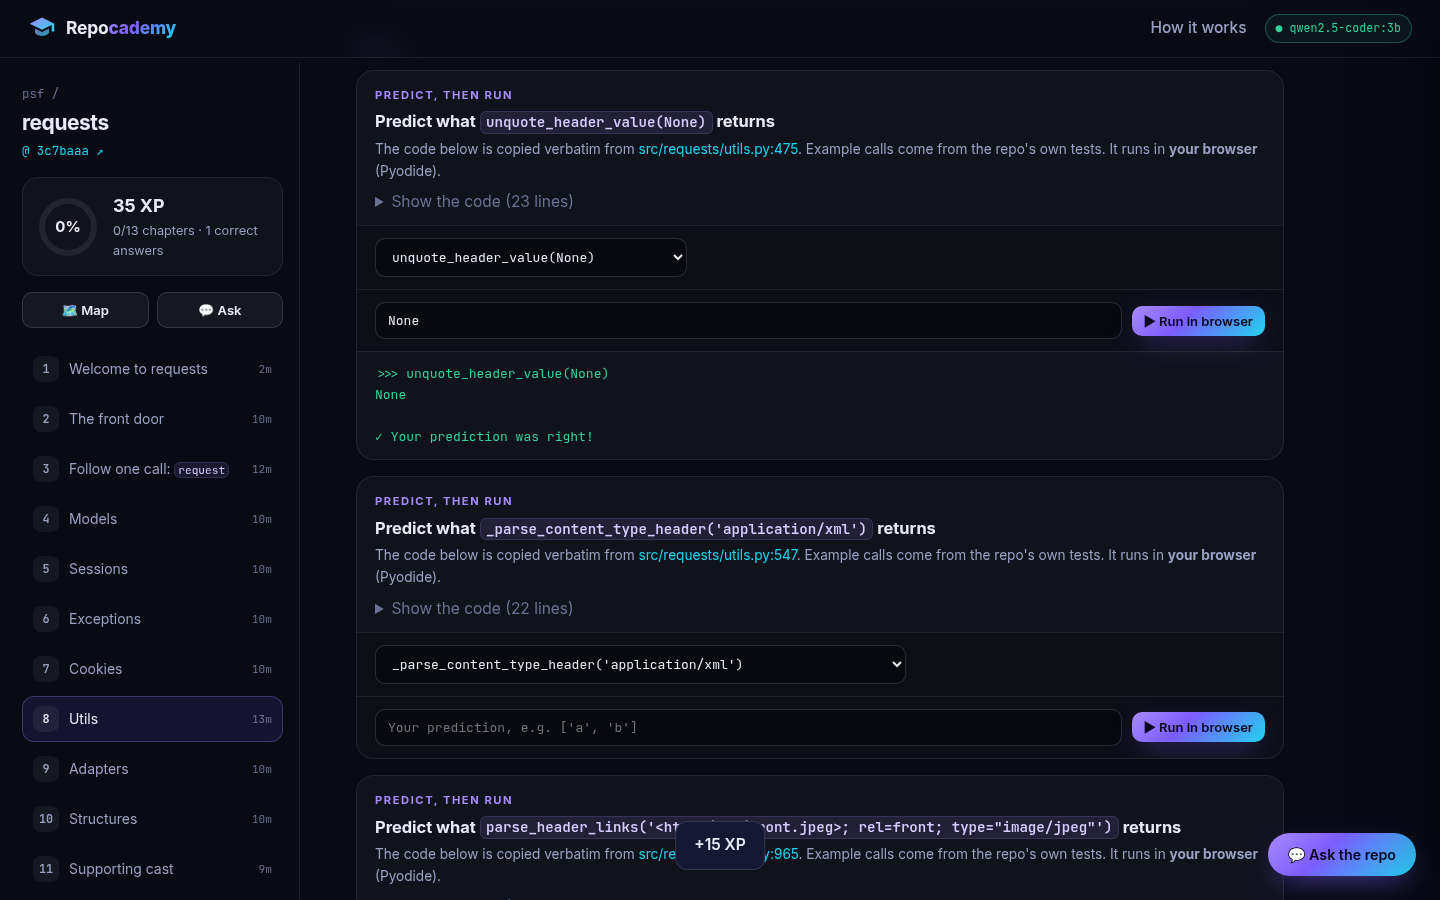 Repocademy
How it works
● qwen2.5-coder:3b
psf /
requests
@ 3c7baaa ↗
0%
35 XP
0/13 chapters · 1 correct
answers
🗺️ Map
💬 Ask
1 Welcome to requests 2m
2 The front door 10m
3 Follow one call: request 12m
4 Models 10m
5 Sessions 10m
6 Exceptions 10m
7 Cookies 10m
8 Utils 13m
9 Adapters 10m
10 Structures 10m
11 Supporting cast 9m
PREDICT, THEN RUN
Predict what unquote_header_value(None) returns
The code below is copied verbatim from src/requests/utils.py:475. Example calls come from the repo's own tests. It runs in your browser
(Pyodide).
▶ Show the code (23 lines)
unquote_header_value(None)
None
▶ Run in browser
>>> unquote_header_value(None)
None
✓ Your prediction was right!
PREDICT, THEN RUN
Predict what _parse_content_type_header('application/xml') returns
The code below is copied verbatim from src/requests/utils.py:547. Example calls come from the repo's own tests. It runs in your browser
(Pyodide).
▶ Show the code (22 lines)
_parse_content_type_header('application/xml')
Your prediction, e.g. ['a', 'b']
▶ Run in browser
PREDICT, THEN RUN
Predict what parse_header_links('<ht ront.jpeg>; rel=front; type="image/jpeg"') returns
The code below is copied verbatim from src/re y:965. Example calls come from the repo's own tests. It runs in your browser
(Pyodide).
+15 XP
💬 Ask the repo